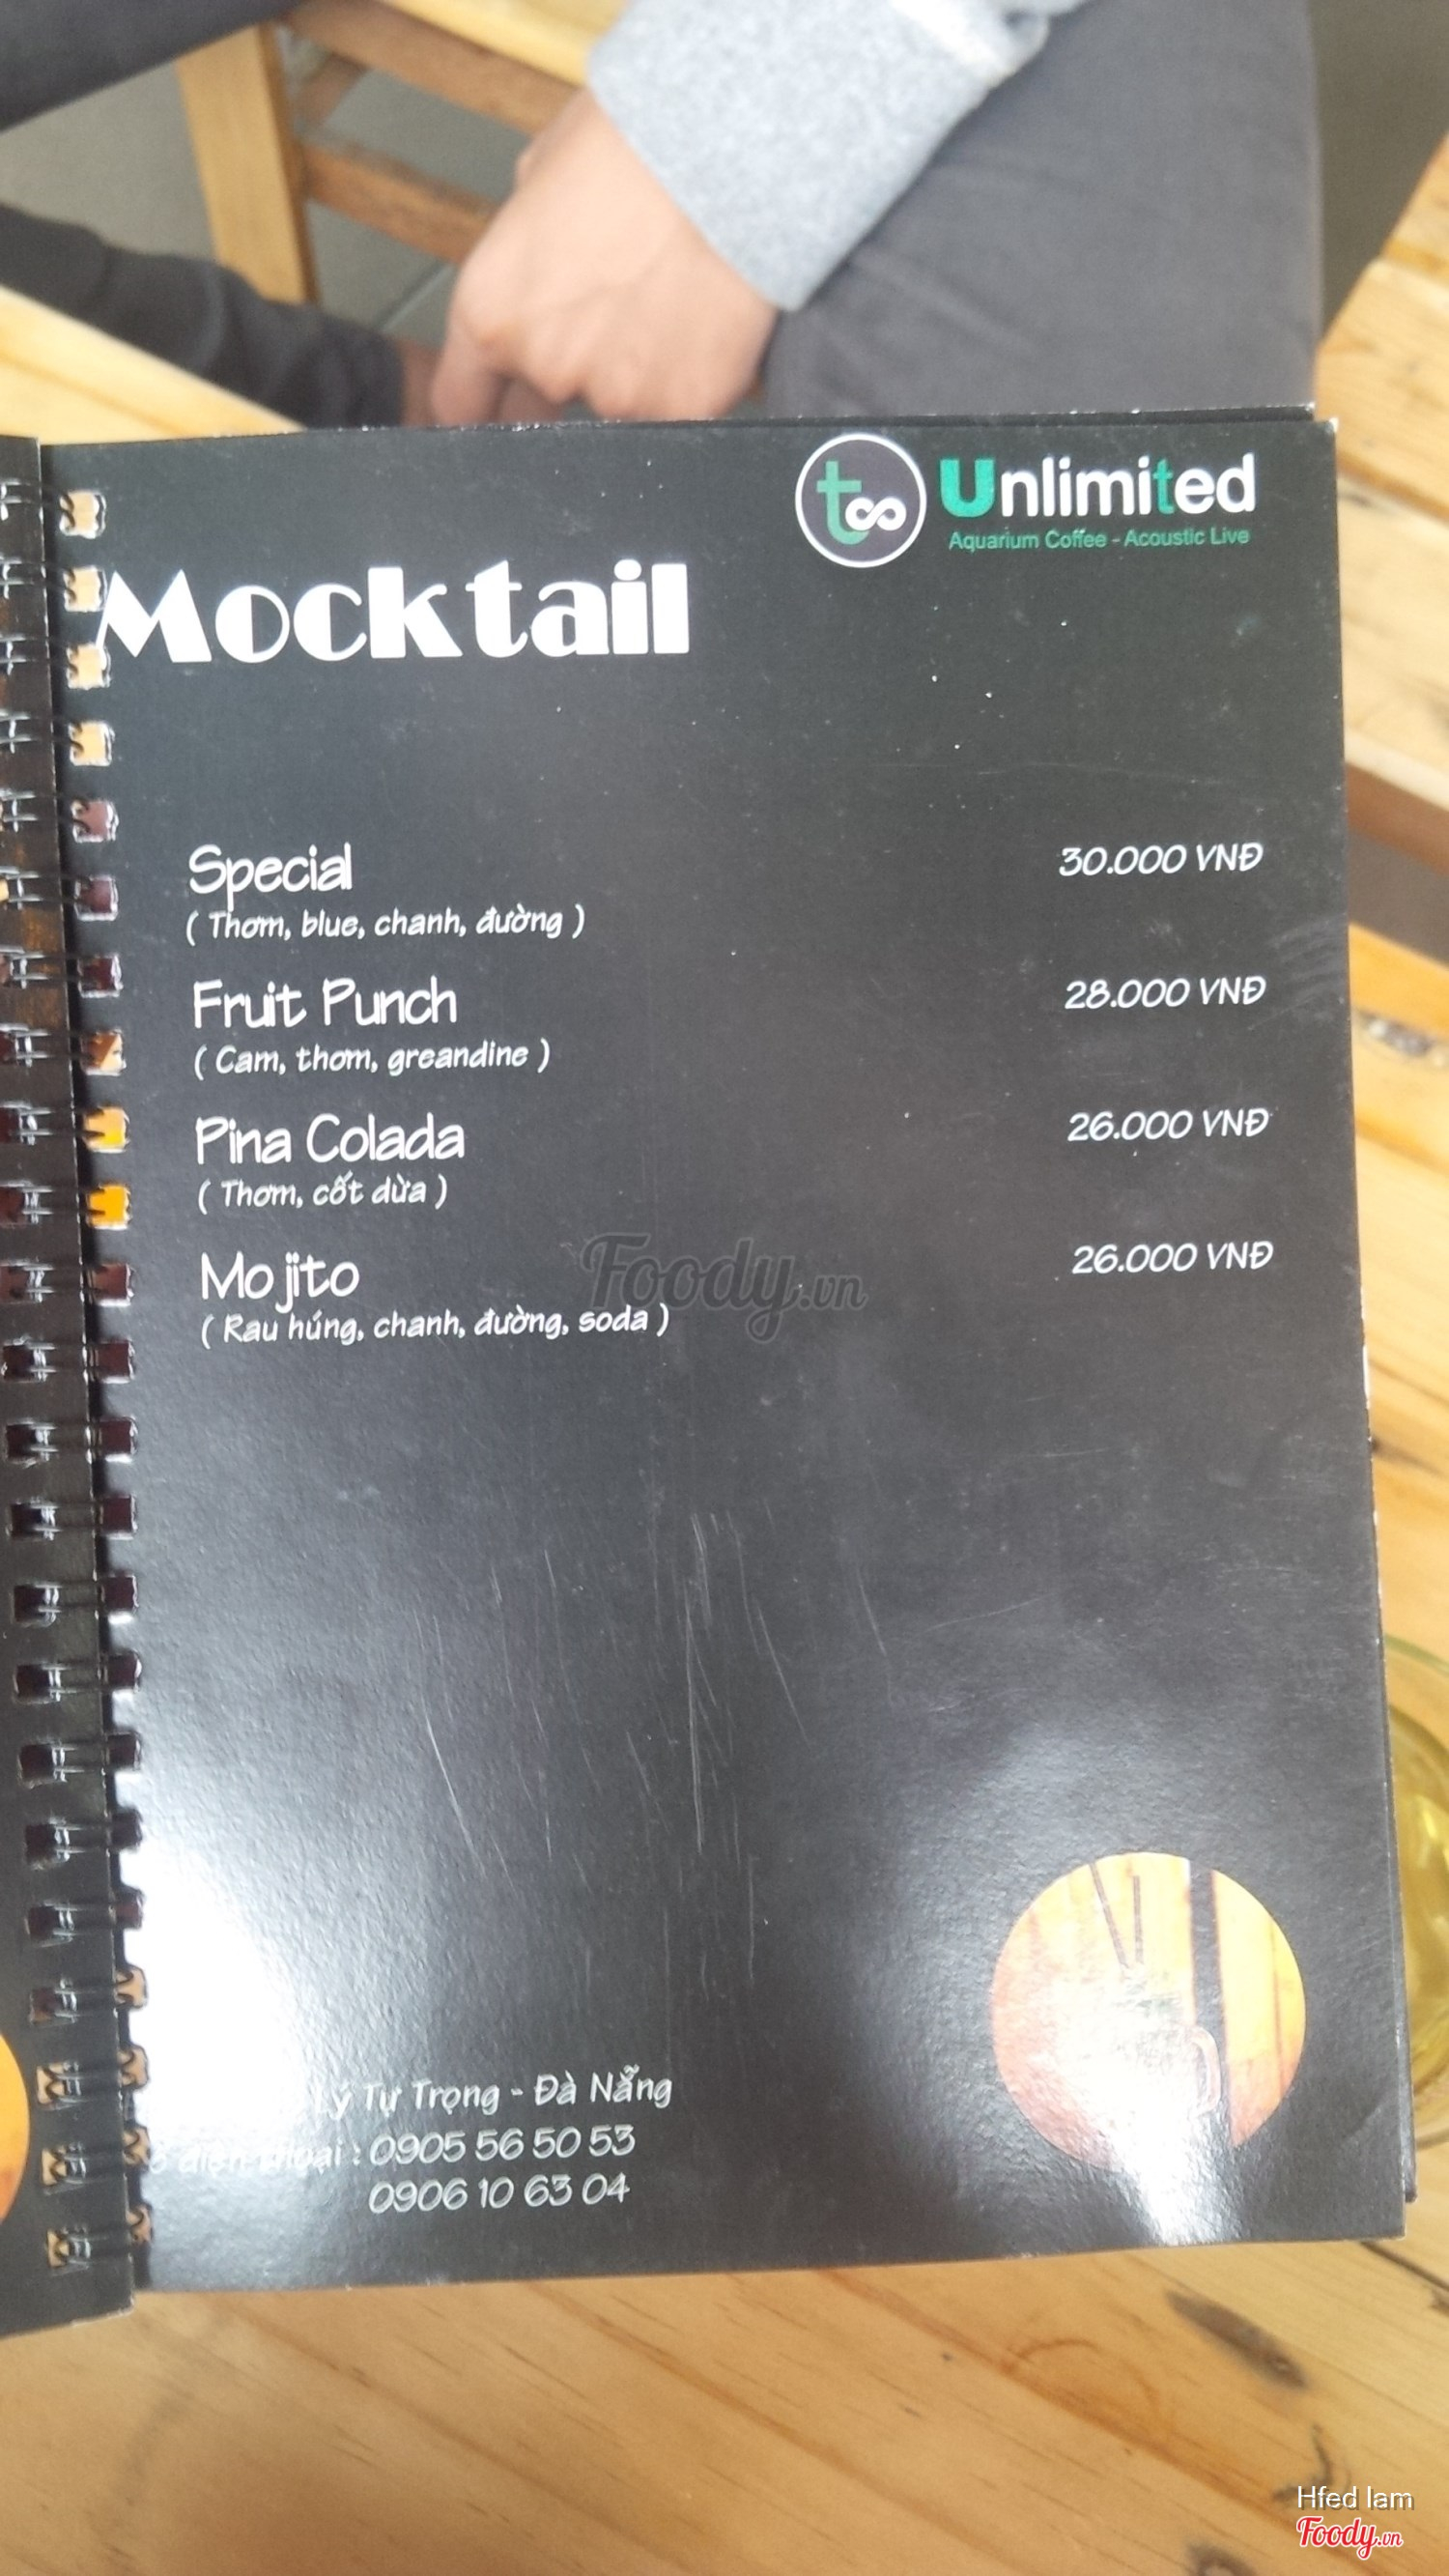 t∞ Unlimited
Aquarium Coffee - Acoustic Live
Mocktail
Special 30.000 VNĐ
( Thơm, blue, chanh, đường )
Fruit Punch 28.000 VNĐ
( Cam, thơm, greandine )
Pina Colada 26.000 VNĐ
( Thơm, cốt dừa )
Mojito 26.000 VNĐ
( Rau húng, chanh, đường, soda )
Foody.vn
Lý Tự Trọng - Đà Nẵng
điện thoại : 0905 56 50 53
0906 10 63 04
Hfed lam
Foody.vn